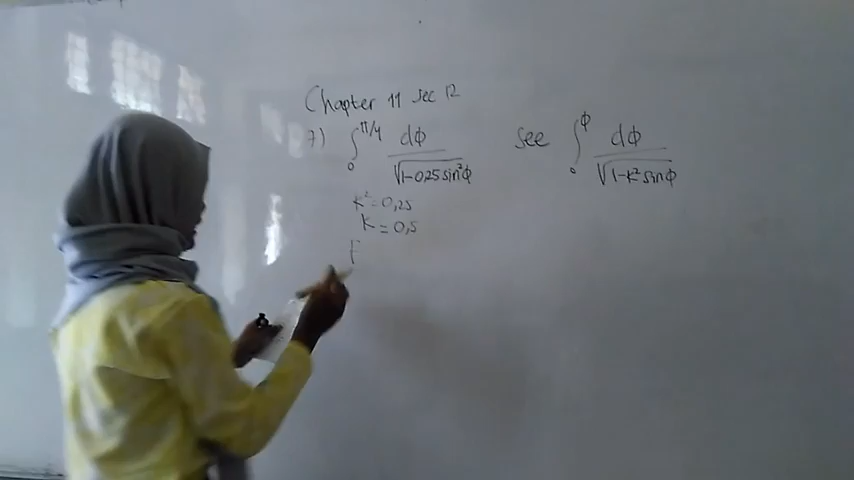 Chapter 11 sec 12
7) ∫₀^π/4 dφ / √1-0.25 sin²φ see ∫₀^φ dφ / √1-k² sinφ
k² = 0,25
k = 0,5
F